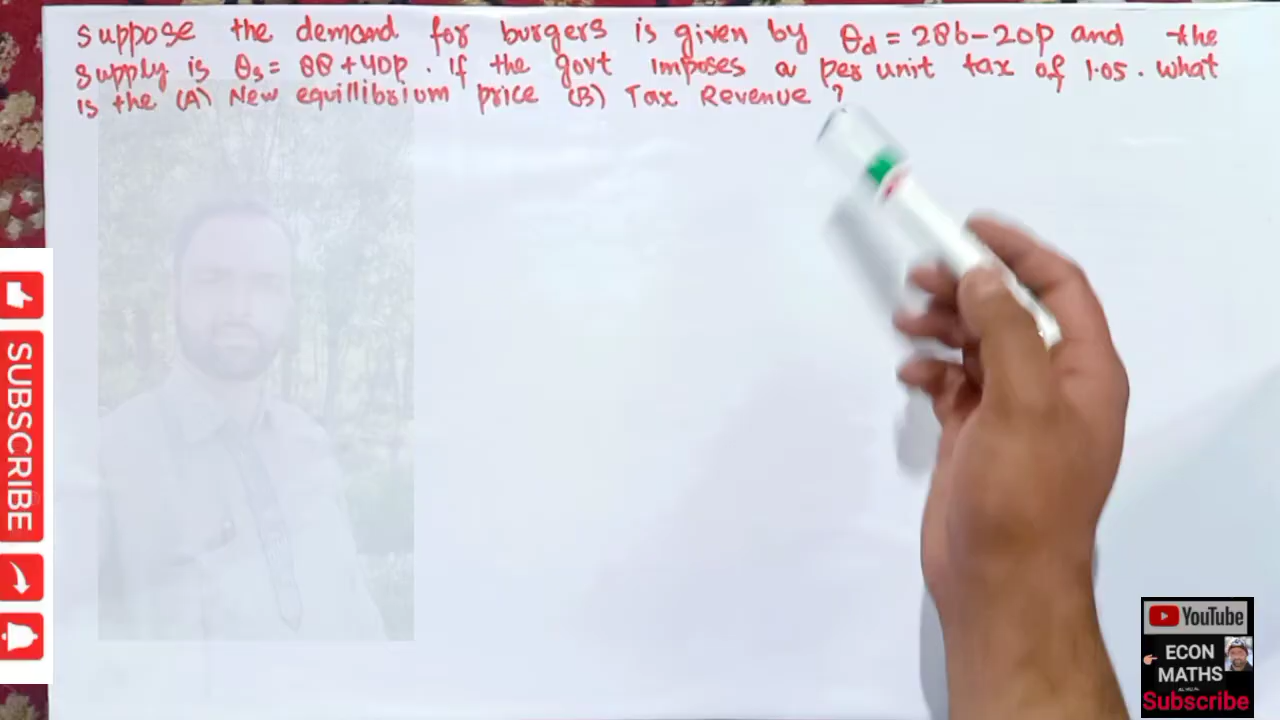 suppose the demand for burgers is given by Qd = 286-20p and the
supply is Qs = 88+40p. If the govt imposes a per unit tax of 1.05. What
is the (A) New equillibrium price (B) Tax Revenue ?
SUBSCRIBE
YouTube
ECON
MATHS
Subscribe